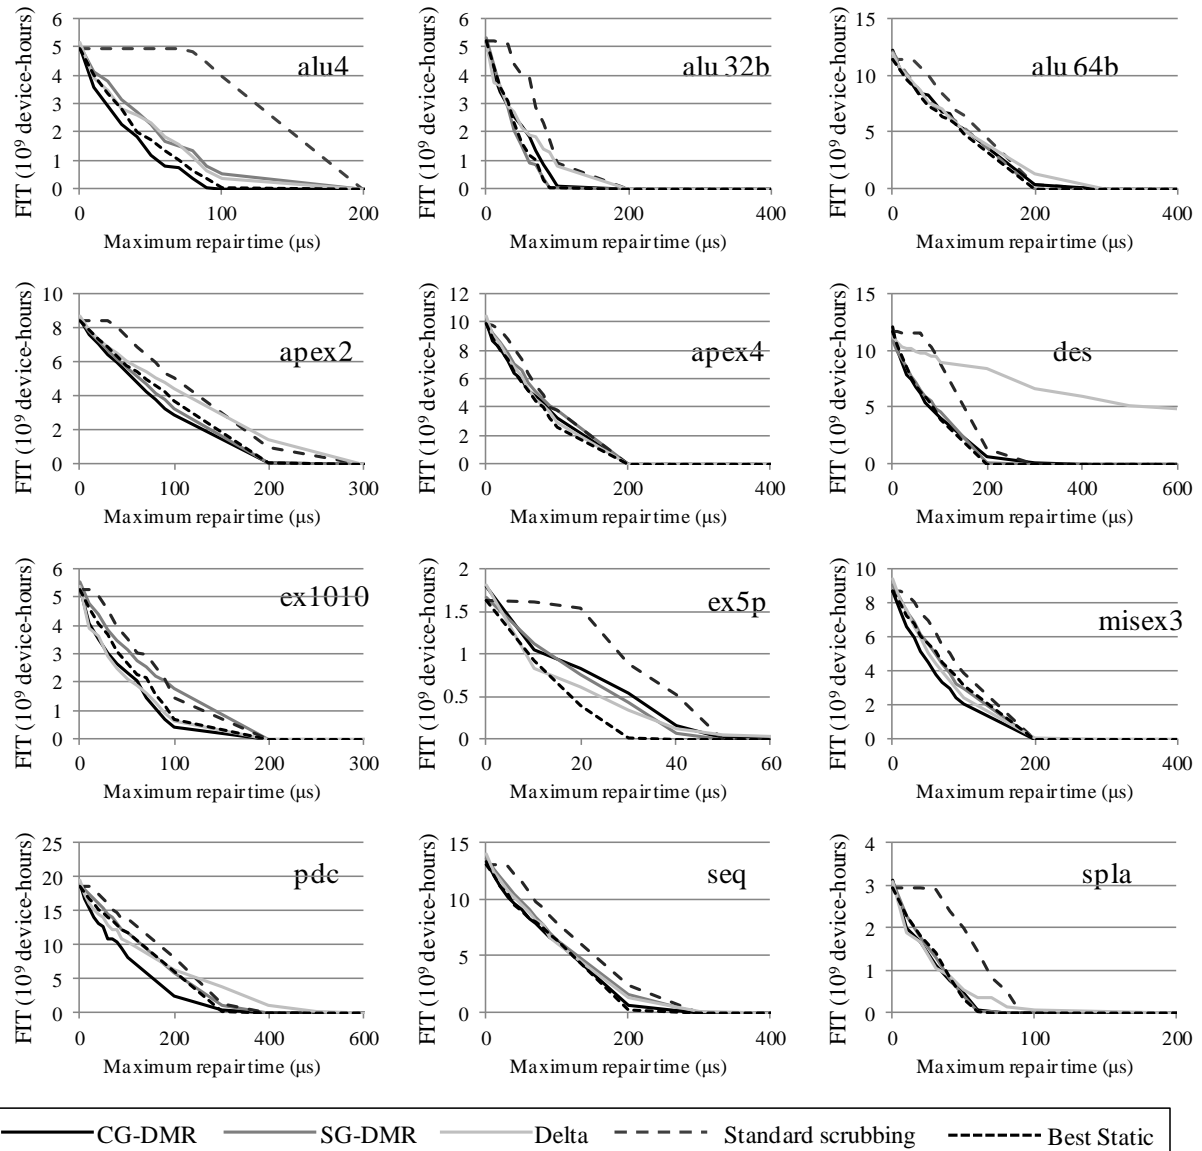 alu4
FIT (10⁹ device-hours)
6
5
4
3
2
1
0
0 100 200
Maximum repair time (μs)
alu 32b
FIT (10⁹ device-hours)
6
5
4
3
2
1
0
0 200 400
Maximum repair time (μs)
alu 64b
FIT (10⁹ device-hours)
15
10
5
0
0 200 400
Maximum repair time (μs)
apex2
FIT (10⁹ device-hours)
10
8
6
4
2
0
0 100 200 300
Maximum repair time (μs)
apex4
FIT (10⁹ device-hours)
12
10
8
6
4
2
0
0 200 400
Maximum repair time (μs)
des
FIT (10⁹ device-hours)
15
10
5
0
0 200 400 600
Maximum repair time (μs)
ex1010
FIT (10⁹ device-hours)
6
5
4
3
2
1
0
0 100 200 300
Maximum repair time (μs)
ex5p
FIT (10⁹ device-hours)
2
1.5
1
0.5
0
0 20 40 60
Maximum repair time (μs)
misex3
FIT (10⁹ device-hours)
10
8
6
4
2
0
0 200 400
Maximum repair time (μs)
pdc
FIT (10⁹ device-hours)
25
20
15
10
5
0
0 200 400 600
Maximum repair time (μs)
seq
FIT (10⁹ device-hours)
15
10
5
0
0 200 400
Maximum repair time (μs)
spla
FIT (10⁹ device-hours)
4
3
2
1
0
0 100 200
Maximum repair time (μs)
CG-DMR SG-DMR Delta Standard scrubbing Best Static